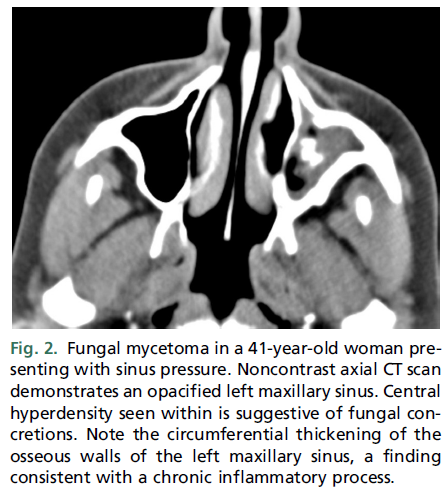 Fig. 2. Fungal mycetoma in a 41-year-old woman pre-
senting with sinus pressure. Noncontrast axial CT scan
demonstrates an opacified left maxillary sinus. Central
hyperdensity seen within is suggestive of fungal con-
cretions. Note the circumferential thickening of the
osseous walls of the left maxillary sinus, a finding
consistent with a chronic inflammatory process.